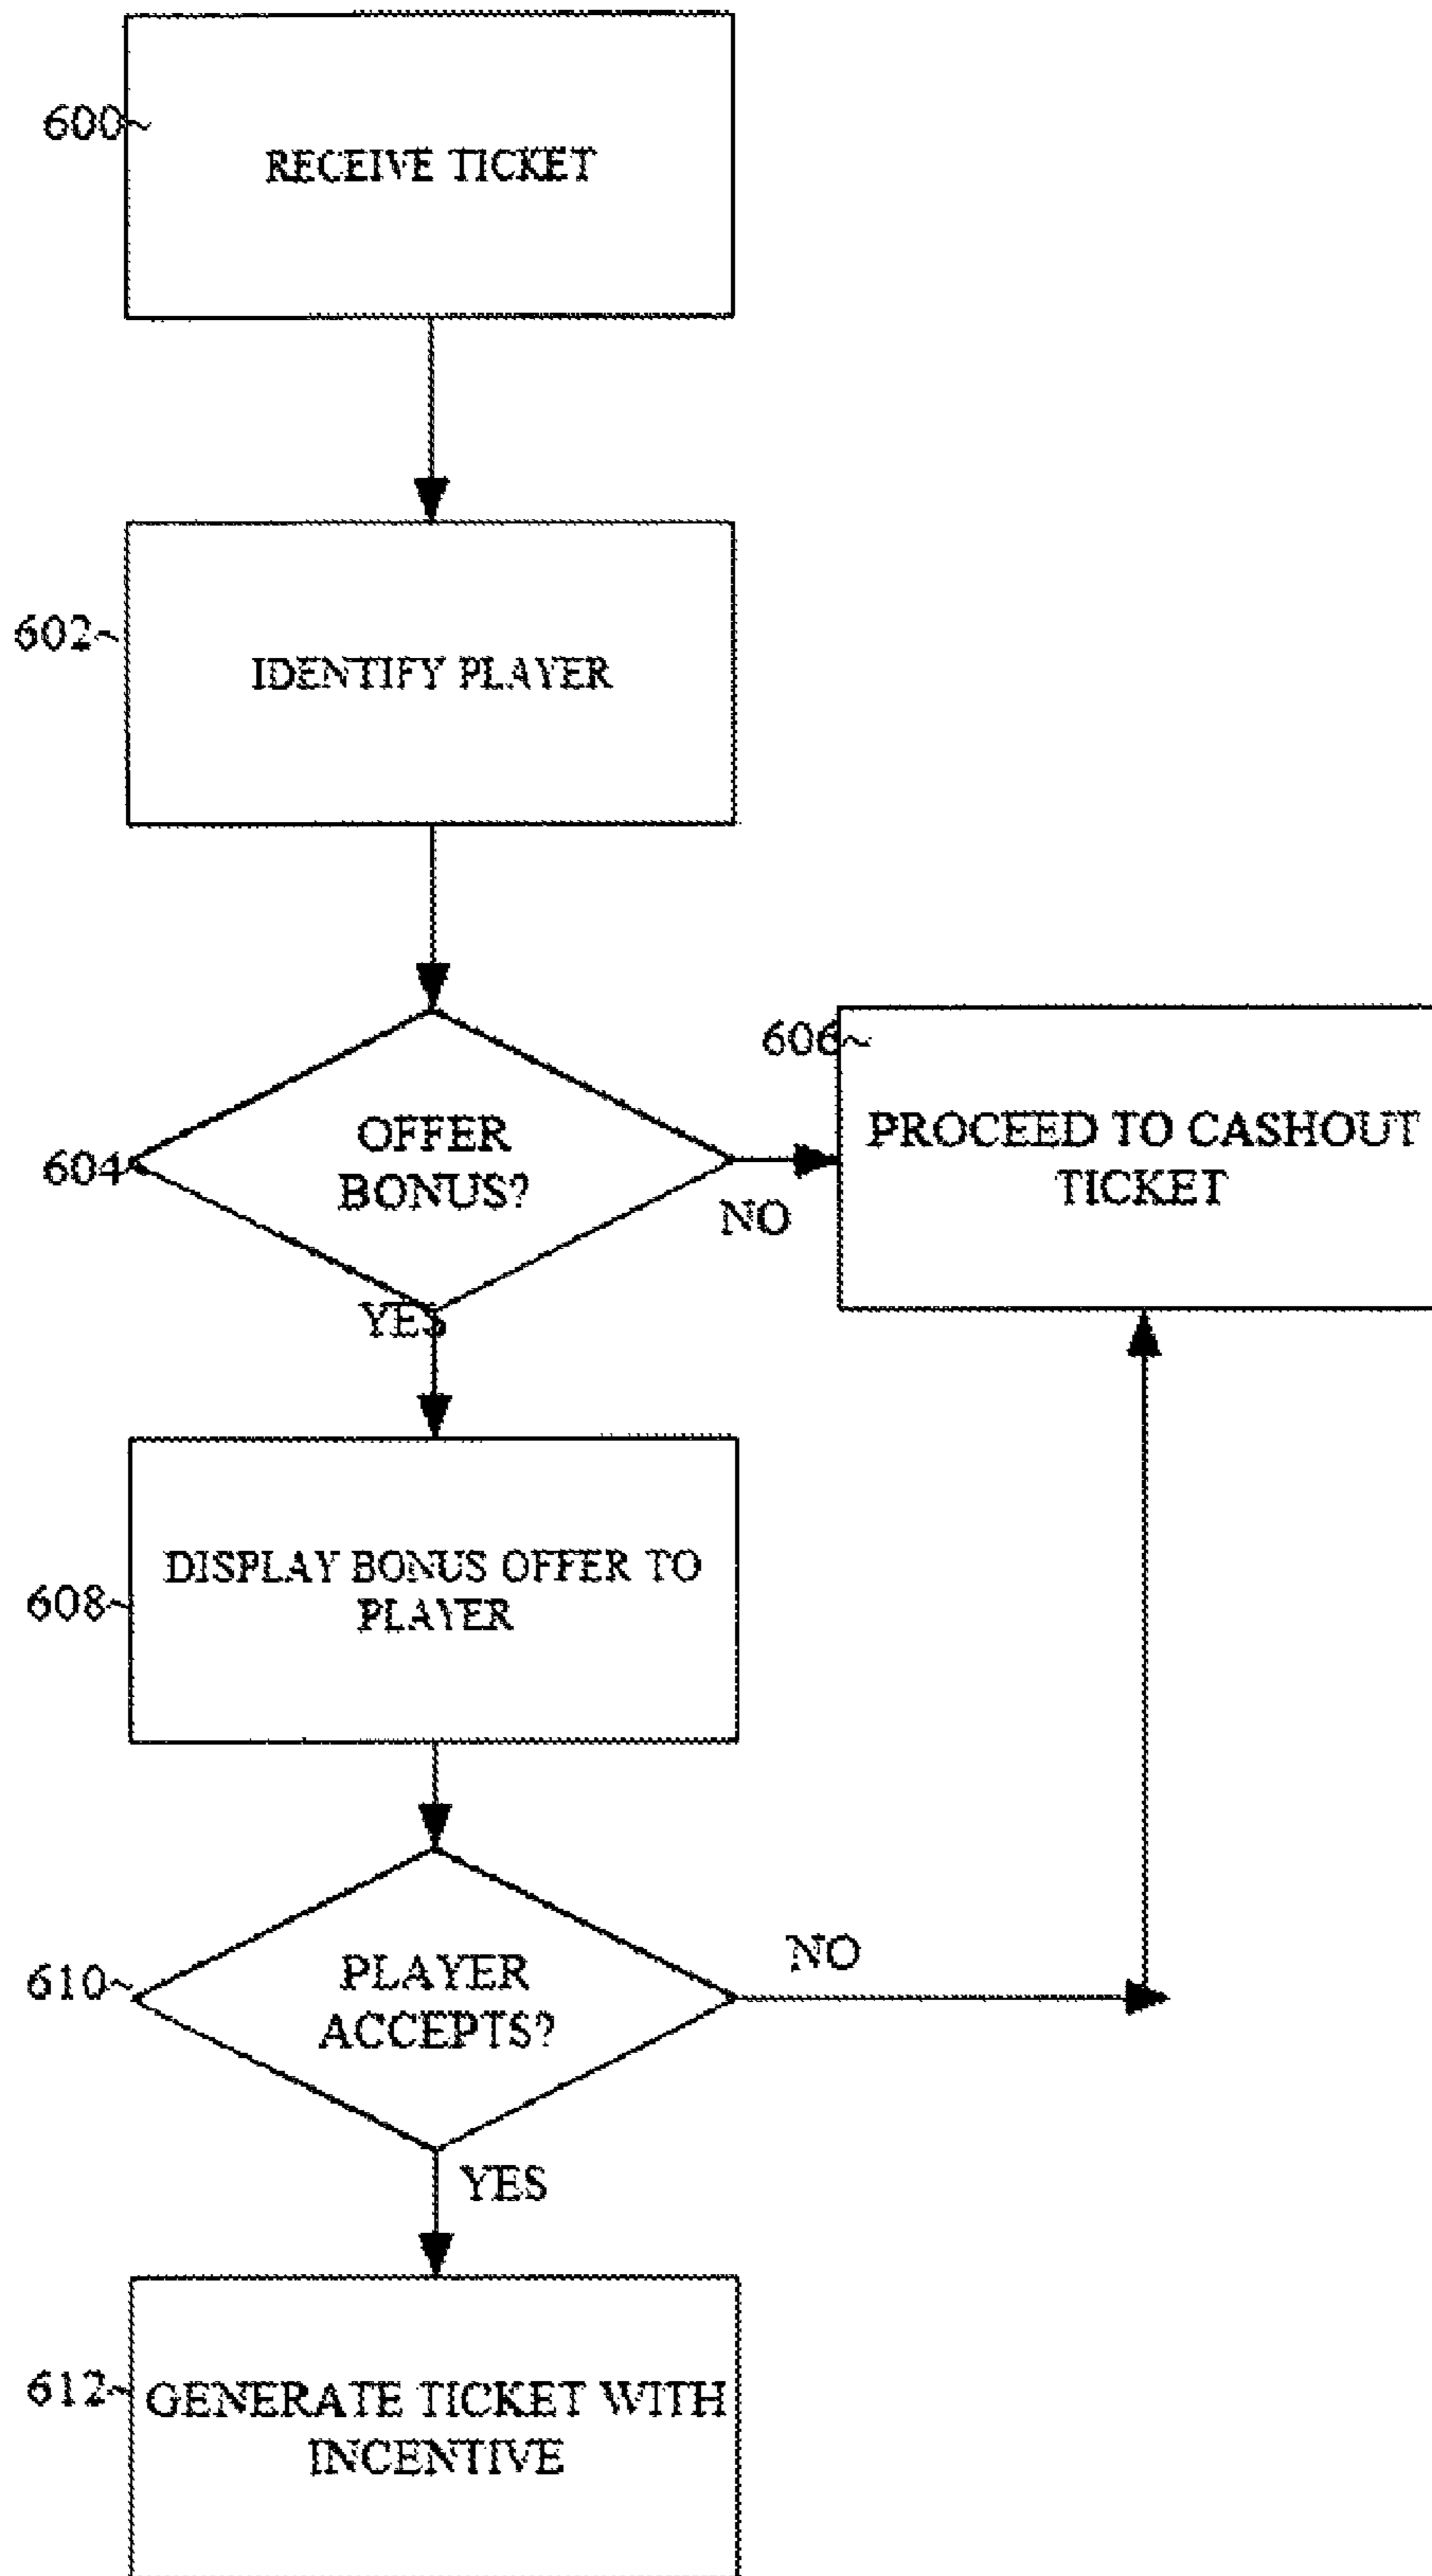 600~
RECEIVE TICKET
602~
IDENTIFY PLAYER
604
OFFER
BONUS?
NO
YES
606~
PROCEED TO CASHOUT
TICKET
608~
DISPLAY BONUS OFFER TO
PLAYER
610~
PLAYER
ACCEPTS?
NO
YES
612~
GENERATE TICKET WITH
INCENTIVE